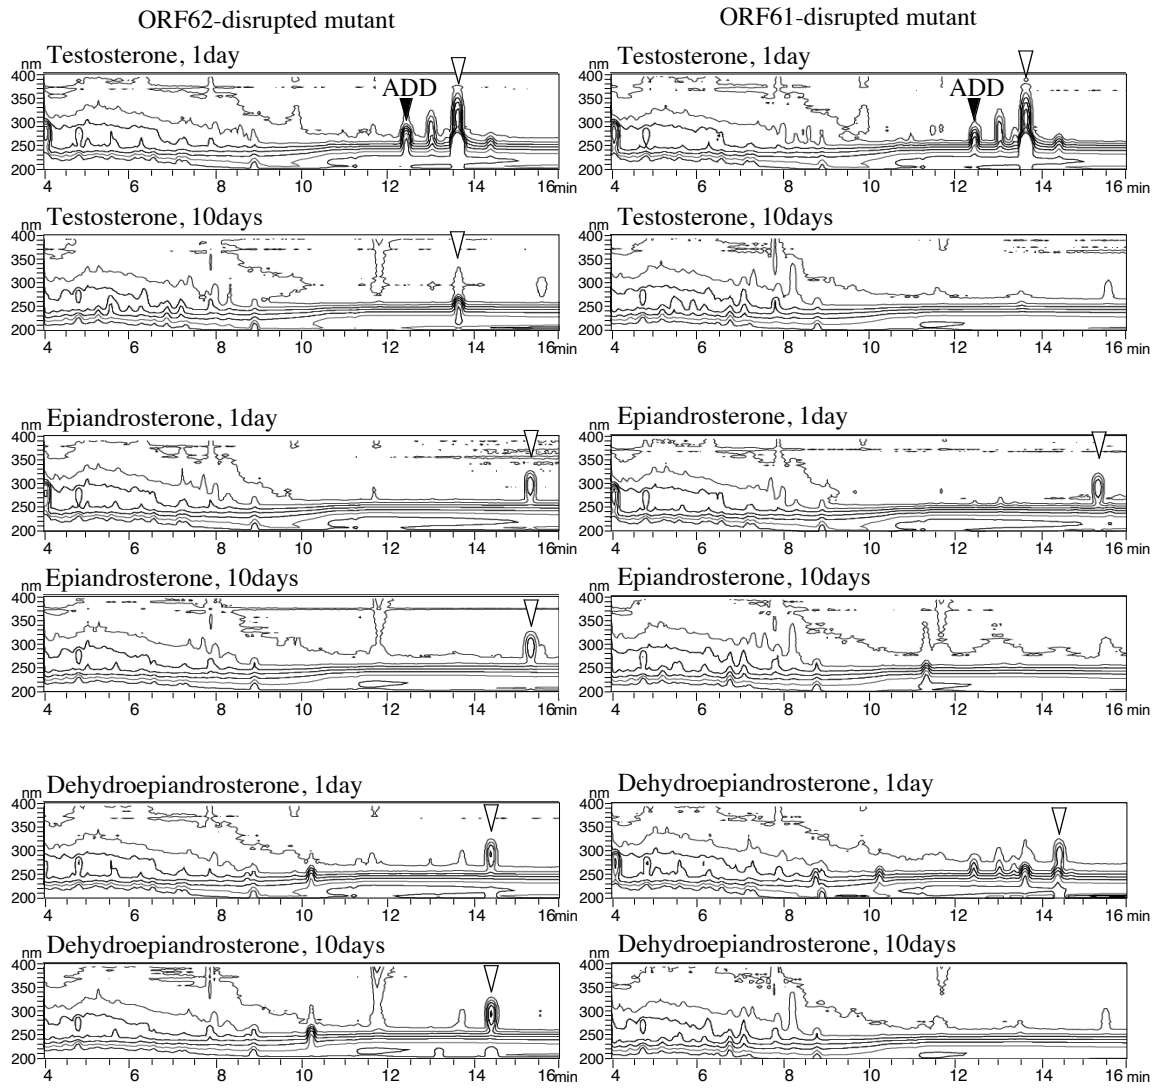 ORF62-disrupted mutant
ORF61-disrupted mutant
Testosterone, 1day
nm
400
350
300
250
200
ADD
4 6 8 10 12 14 16 min
Testosterone, 1day
nm
400
350
300
250
200
ADD
4 6 8 10 12 14 16 min
Testosterone, 10days
nm
400
350
300
250
200
4 6 8 10 12 14 16 min
Testosterone, 10days
nm
400
350
300
250
200
4 6 8 10 12 14 16 min
Epiandrosterone, 1day
nm
400
350
300
250
200
4 6 8 10 12 14 16 min
Epiandrosterone, 1day
nm
400
350
300
250
200
4 6 8 10 12 14 16 min
Epiandrosterone, 10days
nm
400
350
300
250
200
4 6 8 10 12 14 16 min
Epiandrosterone, 10days
nm
400
350
300
250
200
4 6 8 10 12 14 16 min
Dehydroepiandrosterone, 1day
nm
400
350
300
250
200
4 6 8 10 12 14 16 min
Dehydroepiandrosterone, 1day
nm
400
350
300
250
200
4 6 8 10 12 14 16 min
Dehydroepiandrosterone, 10days
nm
400
350
300
250
200
4 6 8 10 12 14 16 min
Dehydroepiandrosterone, 10days
nm
400
350
300
250
200
4 6 8 10 12 14 16 min